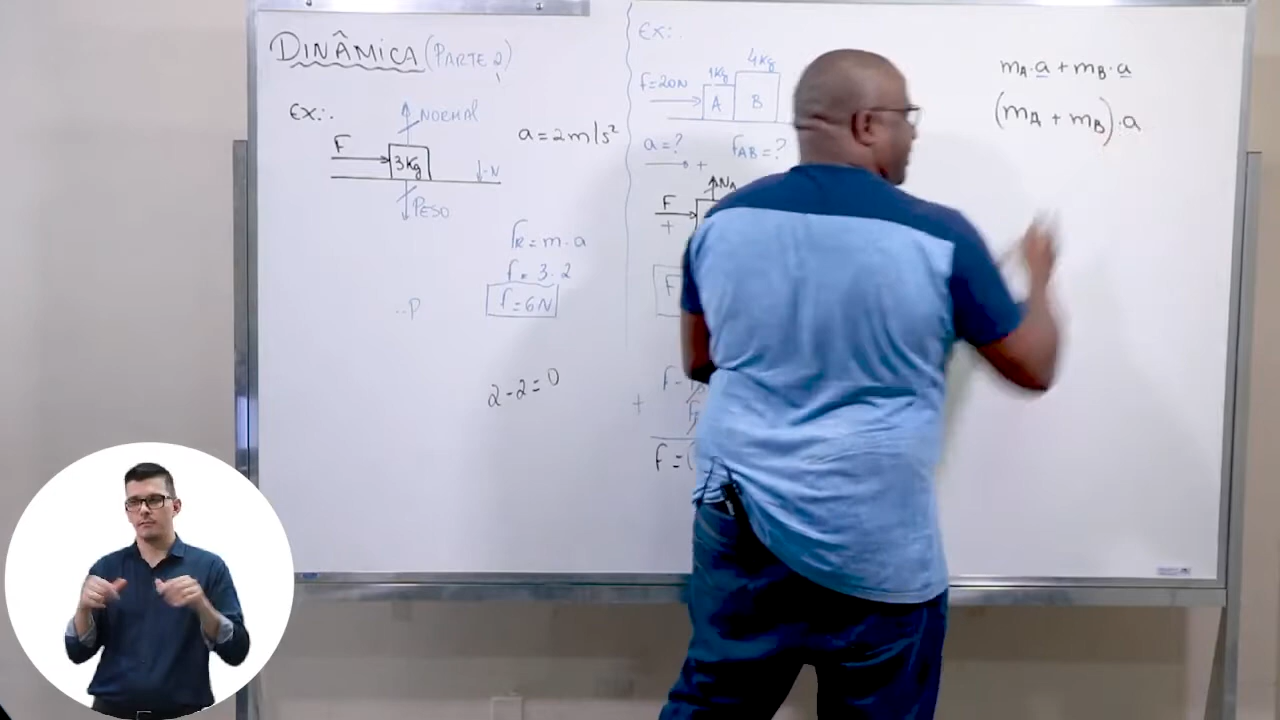 DINÂMICA (PARTE 2)
EX:.
NORMAL
F
3Kg
a = 2m/s²
-N
PESO
FR = m . a
F = 3 . 2
F = 6N
..P
2 - 2 = 0
EX:.
4Kg
1Kg
F=20N
A
B
a = ?
FAB = ?
+
NA
F
+
F
F -
+
F = (
mA . a + mB . a
(mA + mB) . a